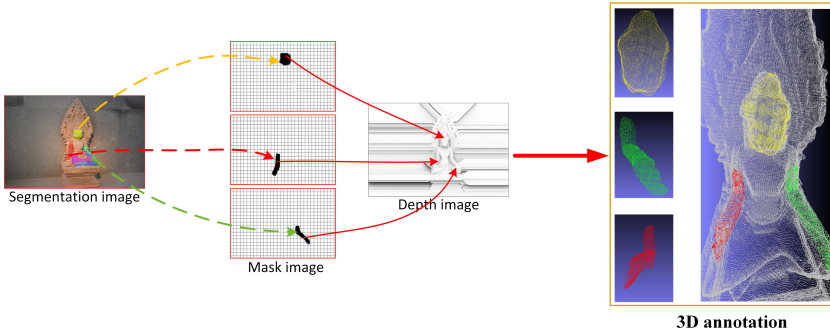 Segmentation image
Mask image
Depth image
3D annotation